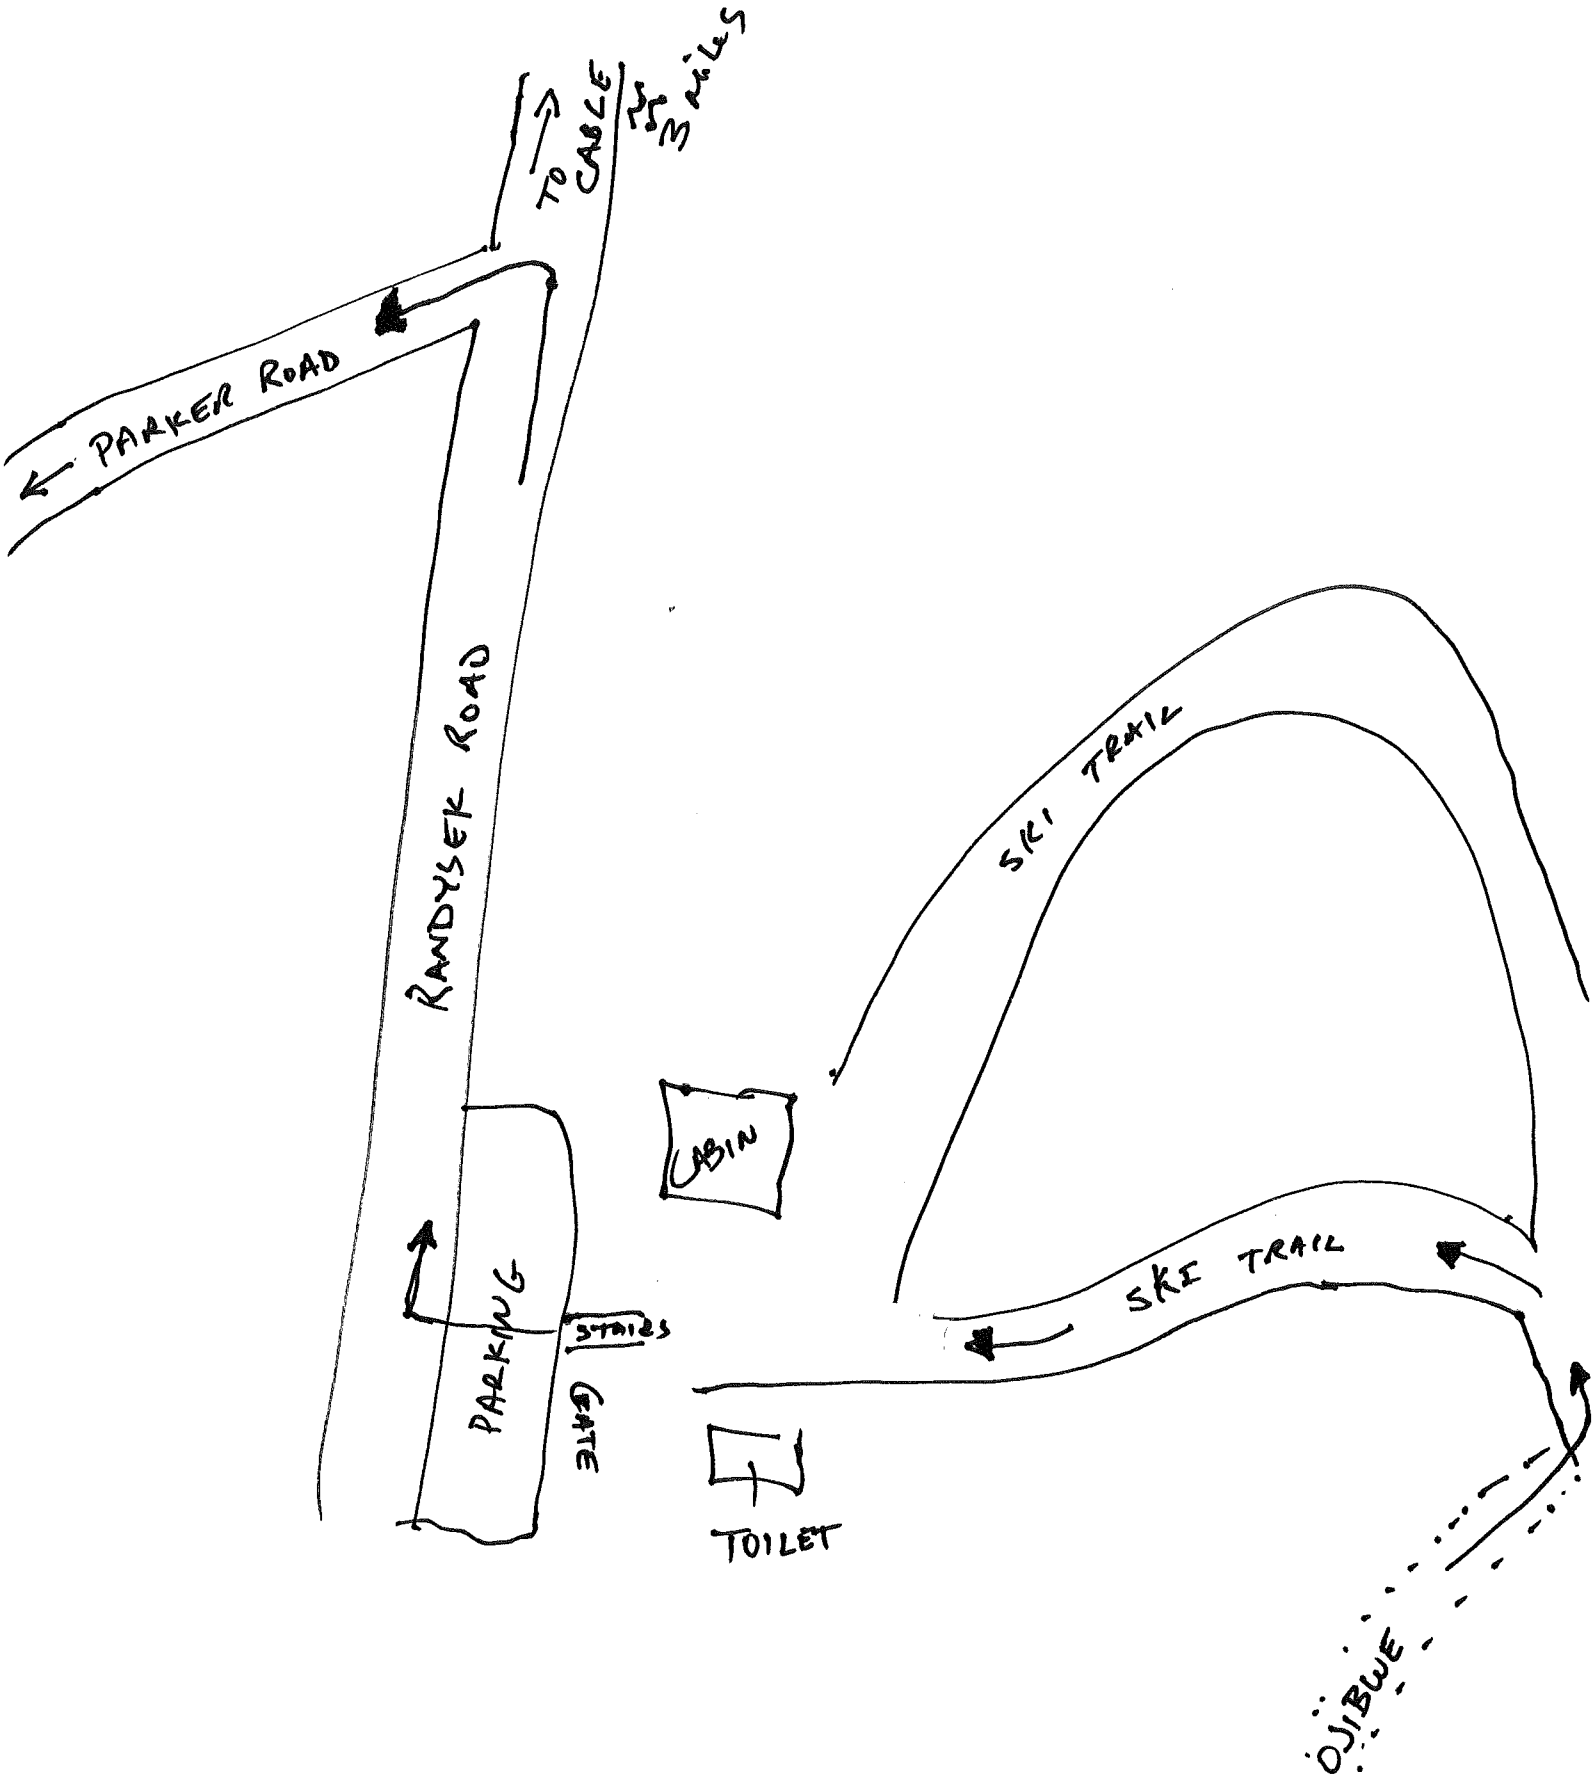 TO
CABLE
3 miles
PARKER ROAD
RANDYSEK ROAD
SKI TRAIL
CABIN
SKI TRAIL
PARKING
STAIRS
GATE
TOILET
OJIBWE